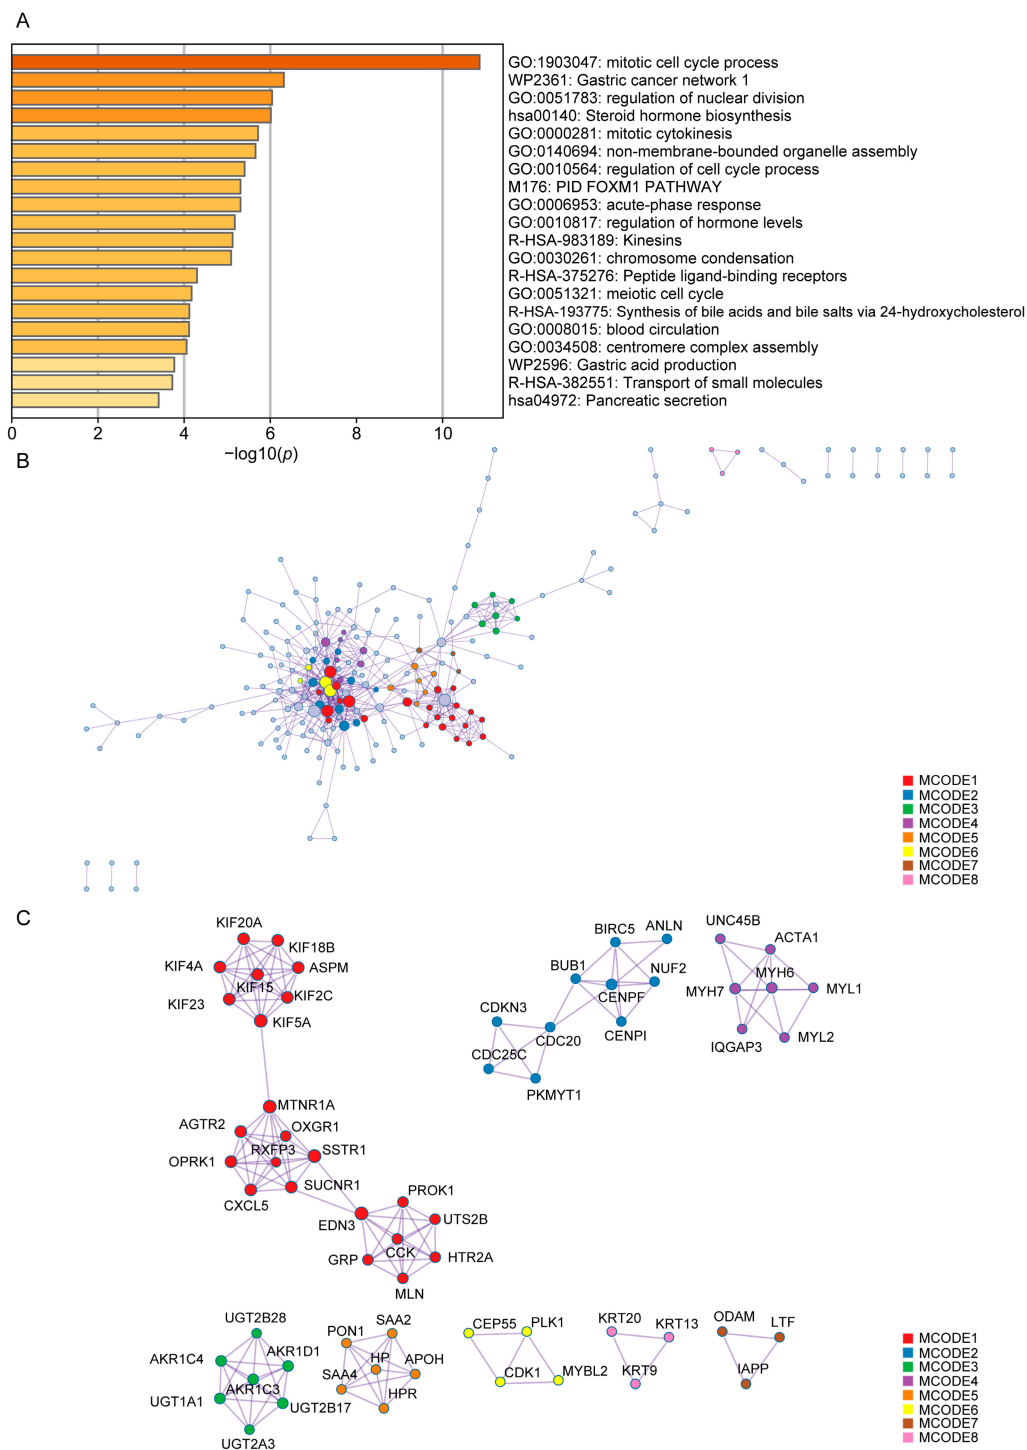 A
GO:1903047: mitotic cell cycle process
WP2361: Gastric cancer network 1
GO:0051783: regulation of nuclear division
hsa00140: Steroid hormone biosynthesis
GO:0000281: mitotic cytokinesis
GO:0140694: non-membrane-bounded organelle assembly
GO:0010564: regulation of cell cycle process
M176: PID FOXM1 PATHWAY
GO:0006953: acute-phase response
GO:0010817: regulation of hormone levels
R-HSA-983189: Kinesins
GO:0030261: chromosome condensation
R-HSA-375276: Peptide ligand-binding receptors
GO:0051321: meiotic cell cycle
R-HSA-193775: Synthesis of bile acids and bile salts via 24-hydroxycholesterol
GO:0008015: blood circulation
GO:0034508: centromere complex assembly
WP2596: Gastric acid production
R-HSA-382551: Transport of small molecules
hsa04972: Pancreatic secretion
0 2 4 6 8 10
−log10(p)
B
MCODE1
MCODE2
MCODE3
MCODE4
MCODE5
MCODE6
MCODE7
MCODE8
C
KIF20A
KIF18B
KIF4A
ASPM
KIF15
KIF23
KIF2C
KIF5A
MTNR1A
AGTR2
OXGR1
RXFP3
SSTR1
OPRK1
SUCNR1
CXCL5
PROK1
EDN3
UTS2B
CCK
GRP
HTR2A
MLN
BIRC5
ANLN
BUB1
NUF2
CENPF
CDKN3
CDC20
CENPI
CDC25C
PKMYT1
UNC45B
ACTA1
MYH6
MYH7
MYL1
IQGAP3
MYL2
UGT2B28
AKR1C4
AKR1D1
AKR1C3
UGT1A1
UGT2B17
UGT2A3
SAA2
PON1
HP
APOH
SAA4
HPR
CEP55
PLK1
CDK1
MYBL2
KRT20
KRT13
KRT9
ODAM
LTF
IAPP
MCODE1
MCODE2
MCODE3
MCODE4
MCODE5
MCODE6
MCODE7
MCODE8